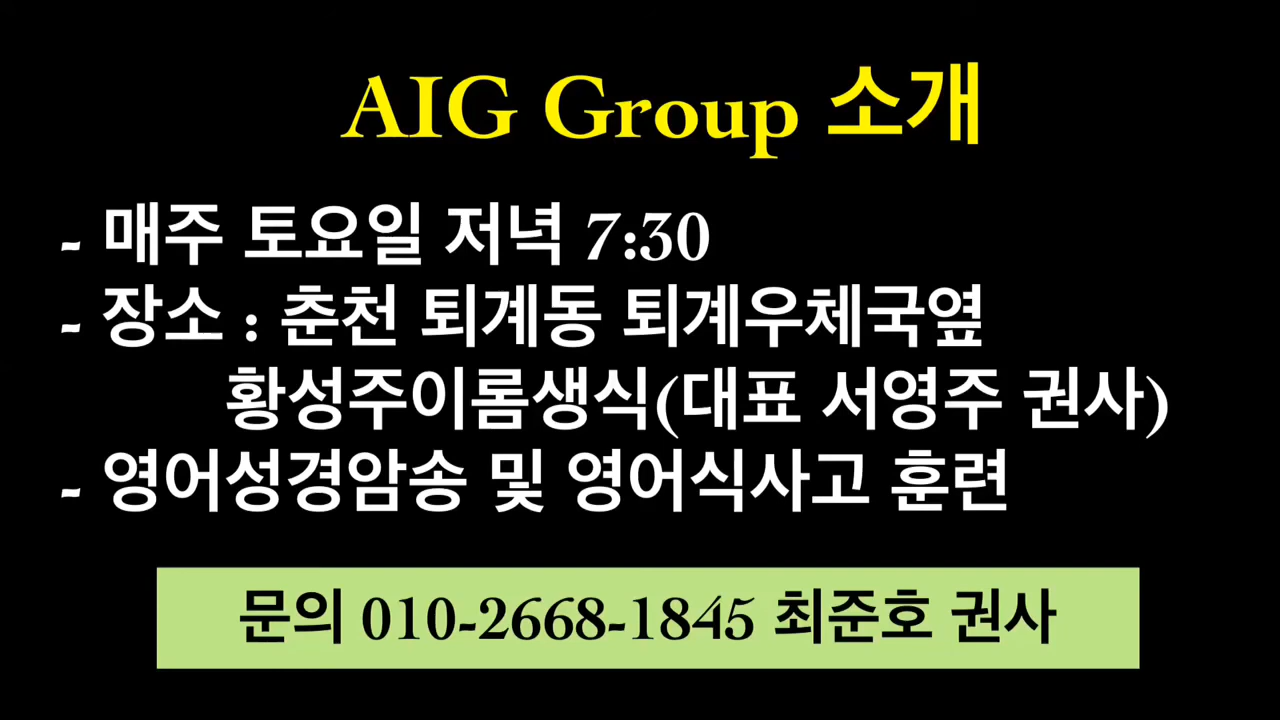 AIG Group 소개
- 매주 토요일 저녁 7:30
- 장소 : 춘천 퇴계동 퇴계우체국옆
황성주이롬생식(대표 서영주 권사)
- 영어성경암송 및 영어식사고 훈련
문의 010-2668-1845 최준호 권사